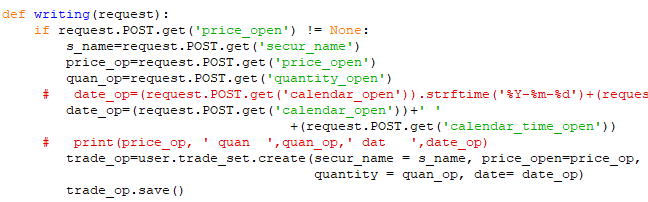 def writing(request):
    if request.POST.get('price_open') != None:
        s_name=request.POST.get('secur_name')
        price_op=request.POST.get('price_open')
        quan_op=request.POST.get('quantity_open')
     #   date_op=(request.POST.get('calendar_open')).strftime('%Y-%m-%d')+(reques
        date_op=(request.POST.get('calendar_open'))+' '
                                    +(request.POST.get('calendar_time_open'))
     #   print(price_op, ' quan  ',quan_op,' dat   ',date_op)
        trade_op=user.trade_set.create(secur_name = s_name, price_open=price_op,
                                       quantity = quan_op, date= date_op)
        trade_op.save()